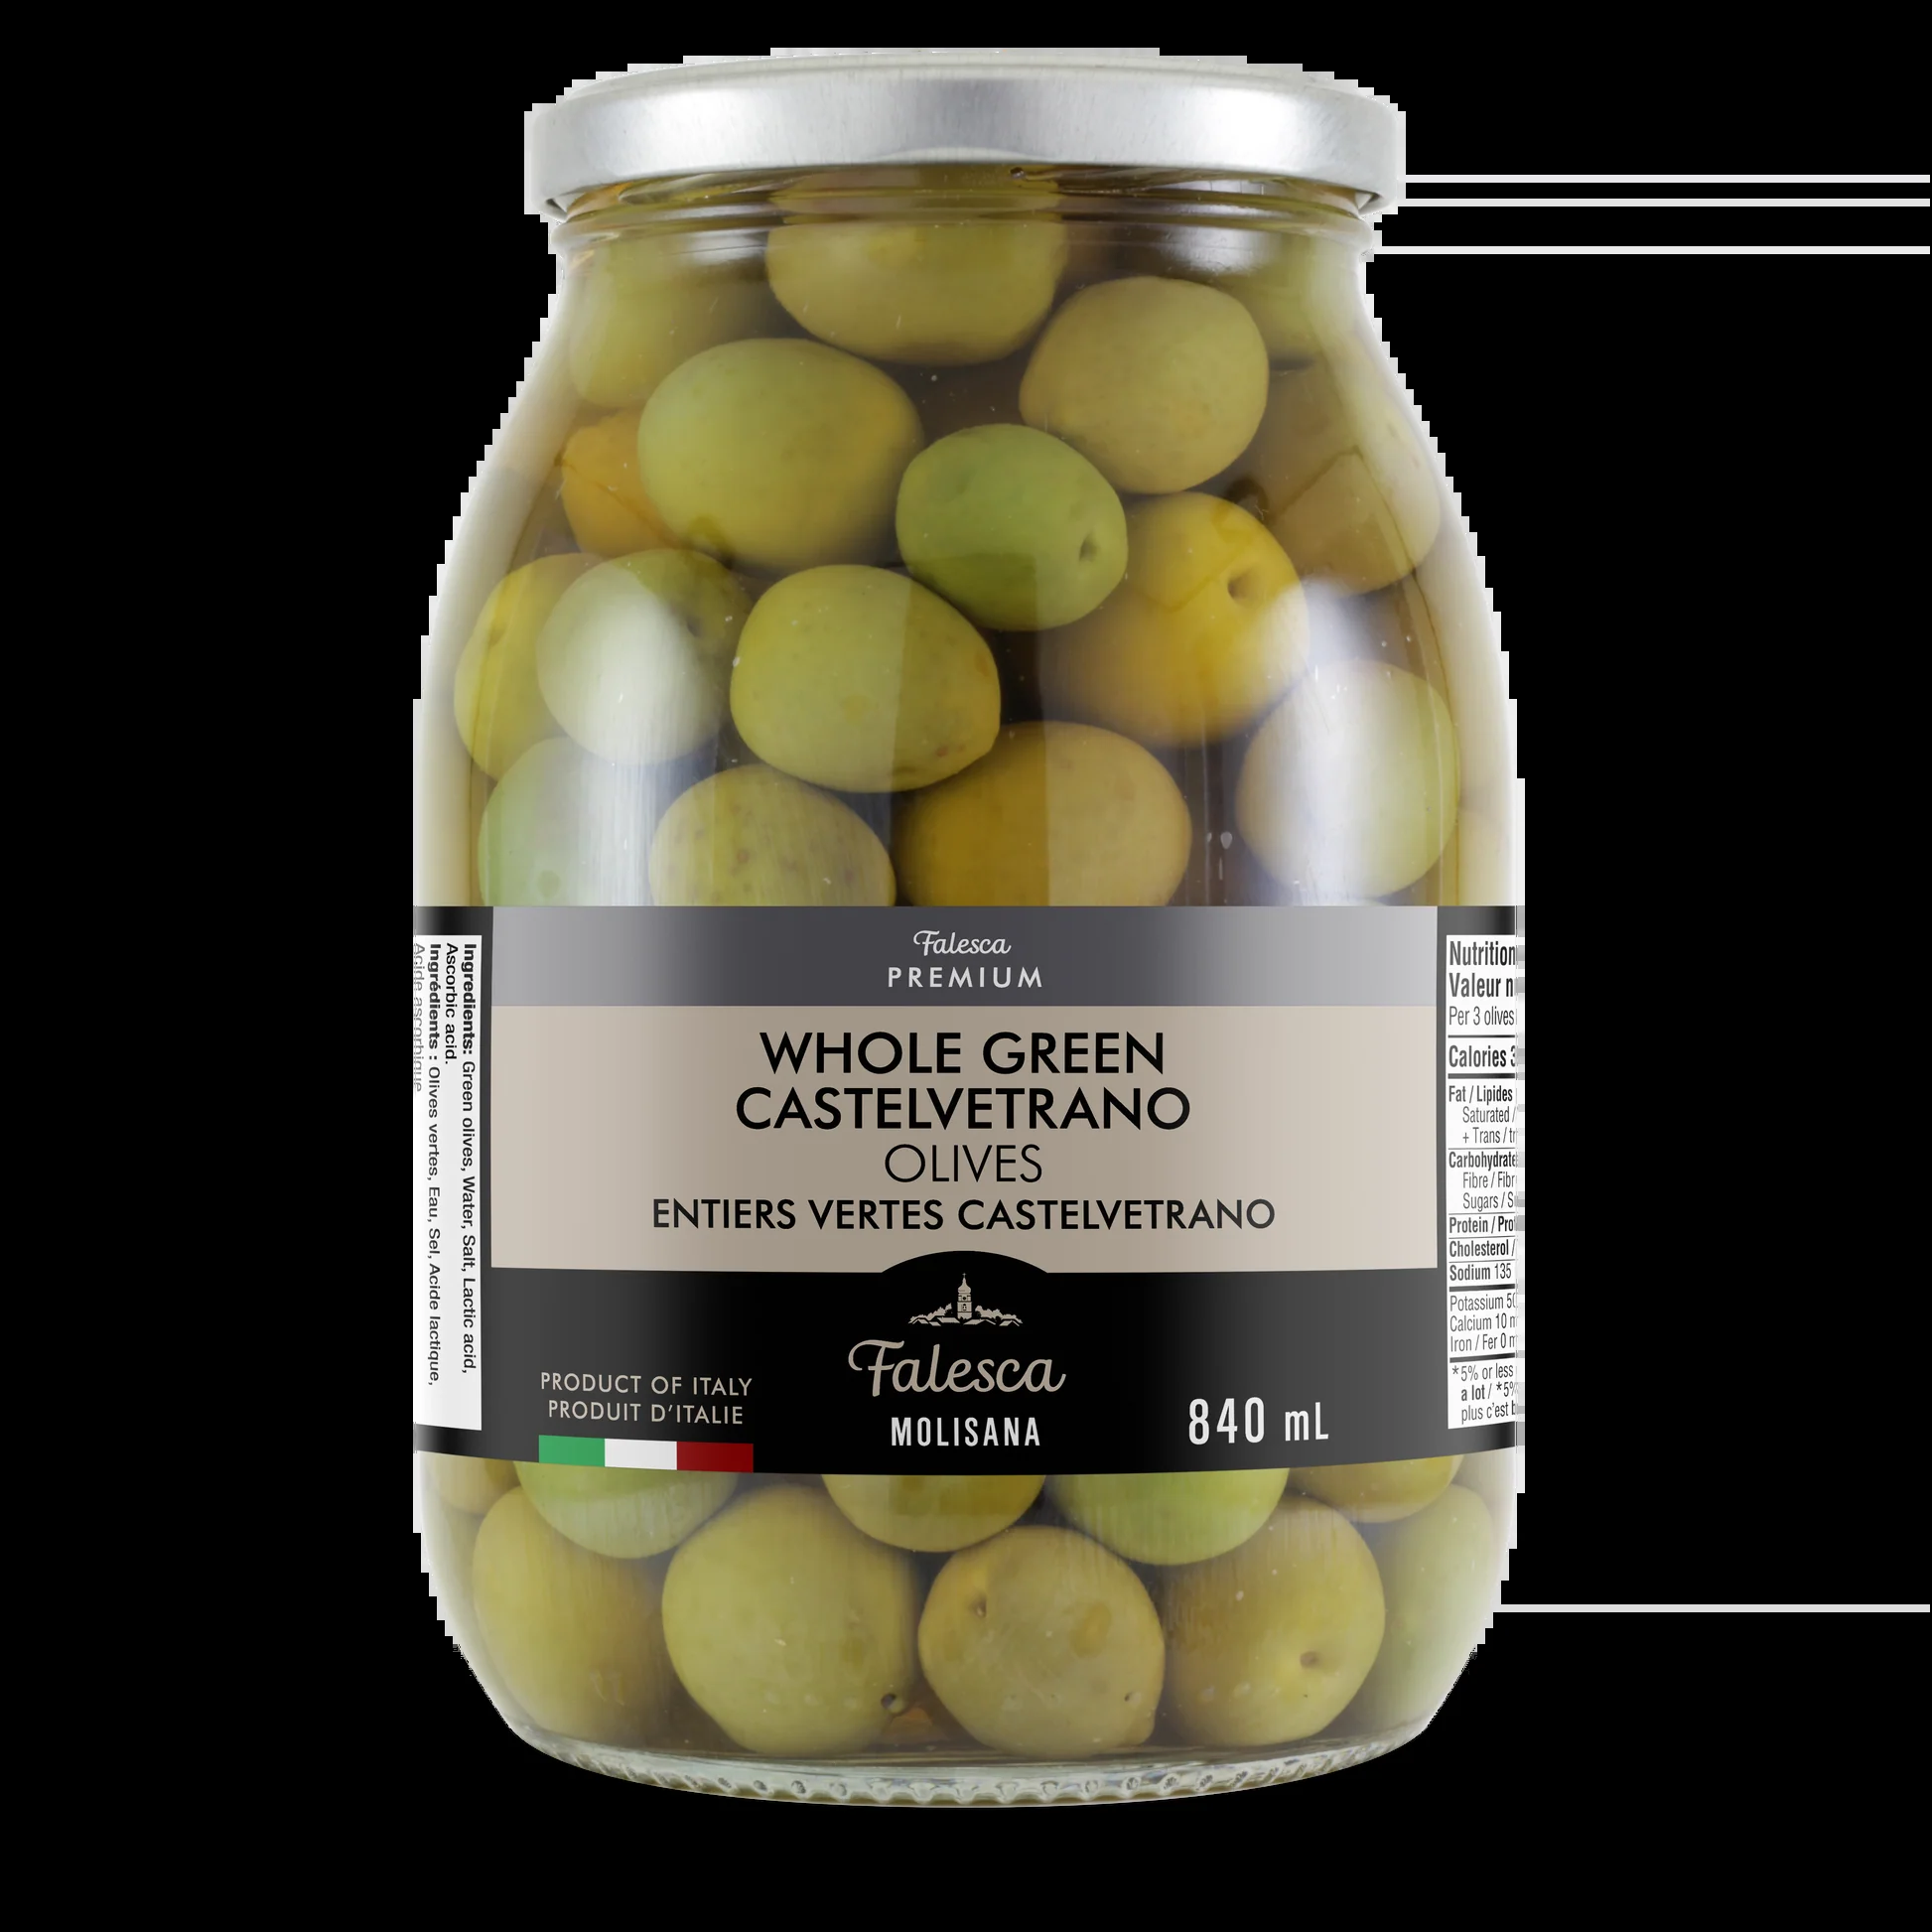 Falesca
PREMIUM
WHOLE GREEN
CASTELVETRANO
OLIVES
ENTIERS VERTES CASTELVETRANO
Falesca
MOLISANA
PRODUCT OF ITALY
PRODUIT D'ITALIE
840 mL
Ingredients: Green olives, Water, Salt, Lactic acid,
Ascorbic acid.
Ingrédients : Olives vertes, Eau, Sel, Acide lactique,
Acide ascorbique
Nutrition
Valeur
Per 3 olives
Calories
Fat / Lipides
Saturated /
+ Trans /
Carbohydrate
Fibre /
Sugars /
Protein /
Cholesterol /
Sodium 135
Potassium
Calcium 10
Iron / Fer 0
*5% or less
a lot / *5%
plus c'est